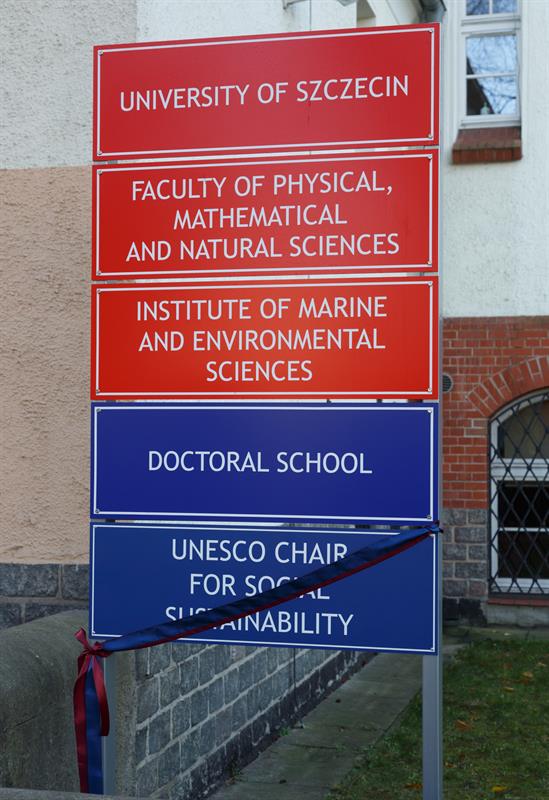 UNIVERSITY OF SZCZECIN
FACULTY OF PHYSICAL,
MATHEMATICAL
AND NATURAL SCIENCES
INSTITUTE OF MARINE
AND ENVIRONMENTAL
SCIENCES
DOCTORAL SCHOOL
UNESCO CHAIR
FOR SOCIAL
SUSTAINABILITY